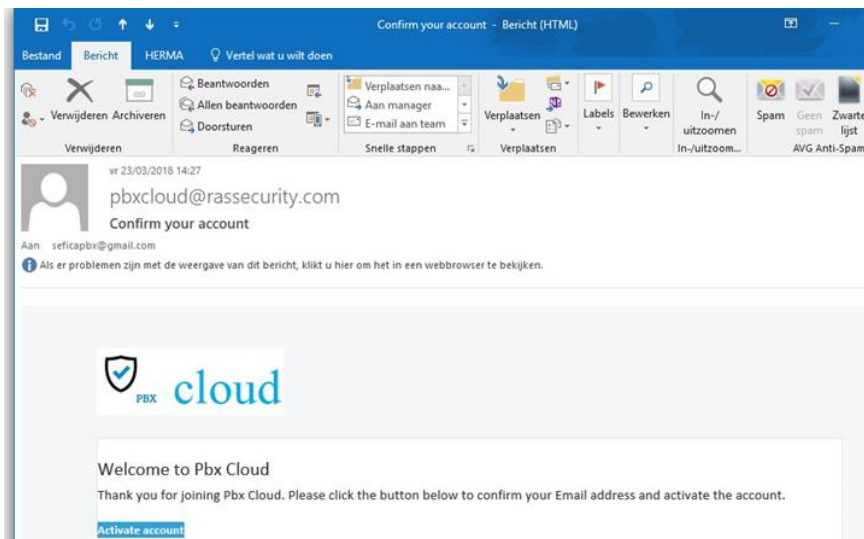 Confirm your account - Bericht (HTML)
Bestand Bericht HERMA Vertel wat u wilt doen
Verwijderen Archiveren
Beantwoorden
Allen beantwoorden
Doorsturen
Verplaatsen naa...
Aan manager
E-mail aan team
Verplaatsen
Labels
Bewerken
In-/
uitzoomen
Spam
Geen
spam
Zwarte
lijst
Verwijderen Reageren Snelle stappen Verplaatsen In-/uitzoom... AVG Anti-Spam
vr 23/03/2018 14:27
pbxcloud@rassecurity.com
Confirm your account
Aan seficapbx@gmail.com
Als er problemen zijn met de weergave van dit bericht, klikt u hier om het in een webbrowser te bekijken.
PBX cloud
Welcome to Pbx Cloud
Thank you for joining Pbx Cloud. Please click the button below to confirm your Email address and activate the account.
Activate account